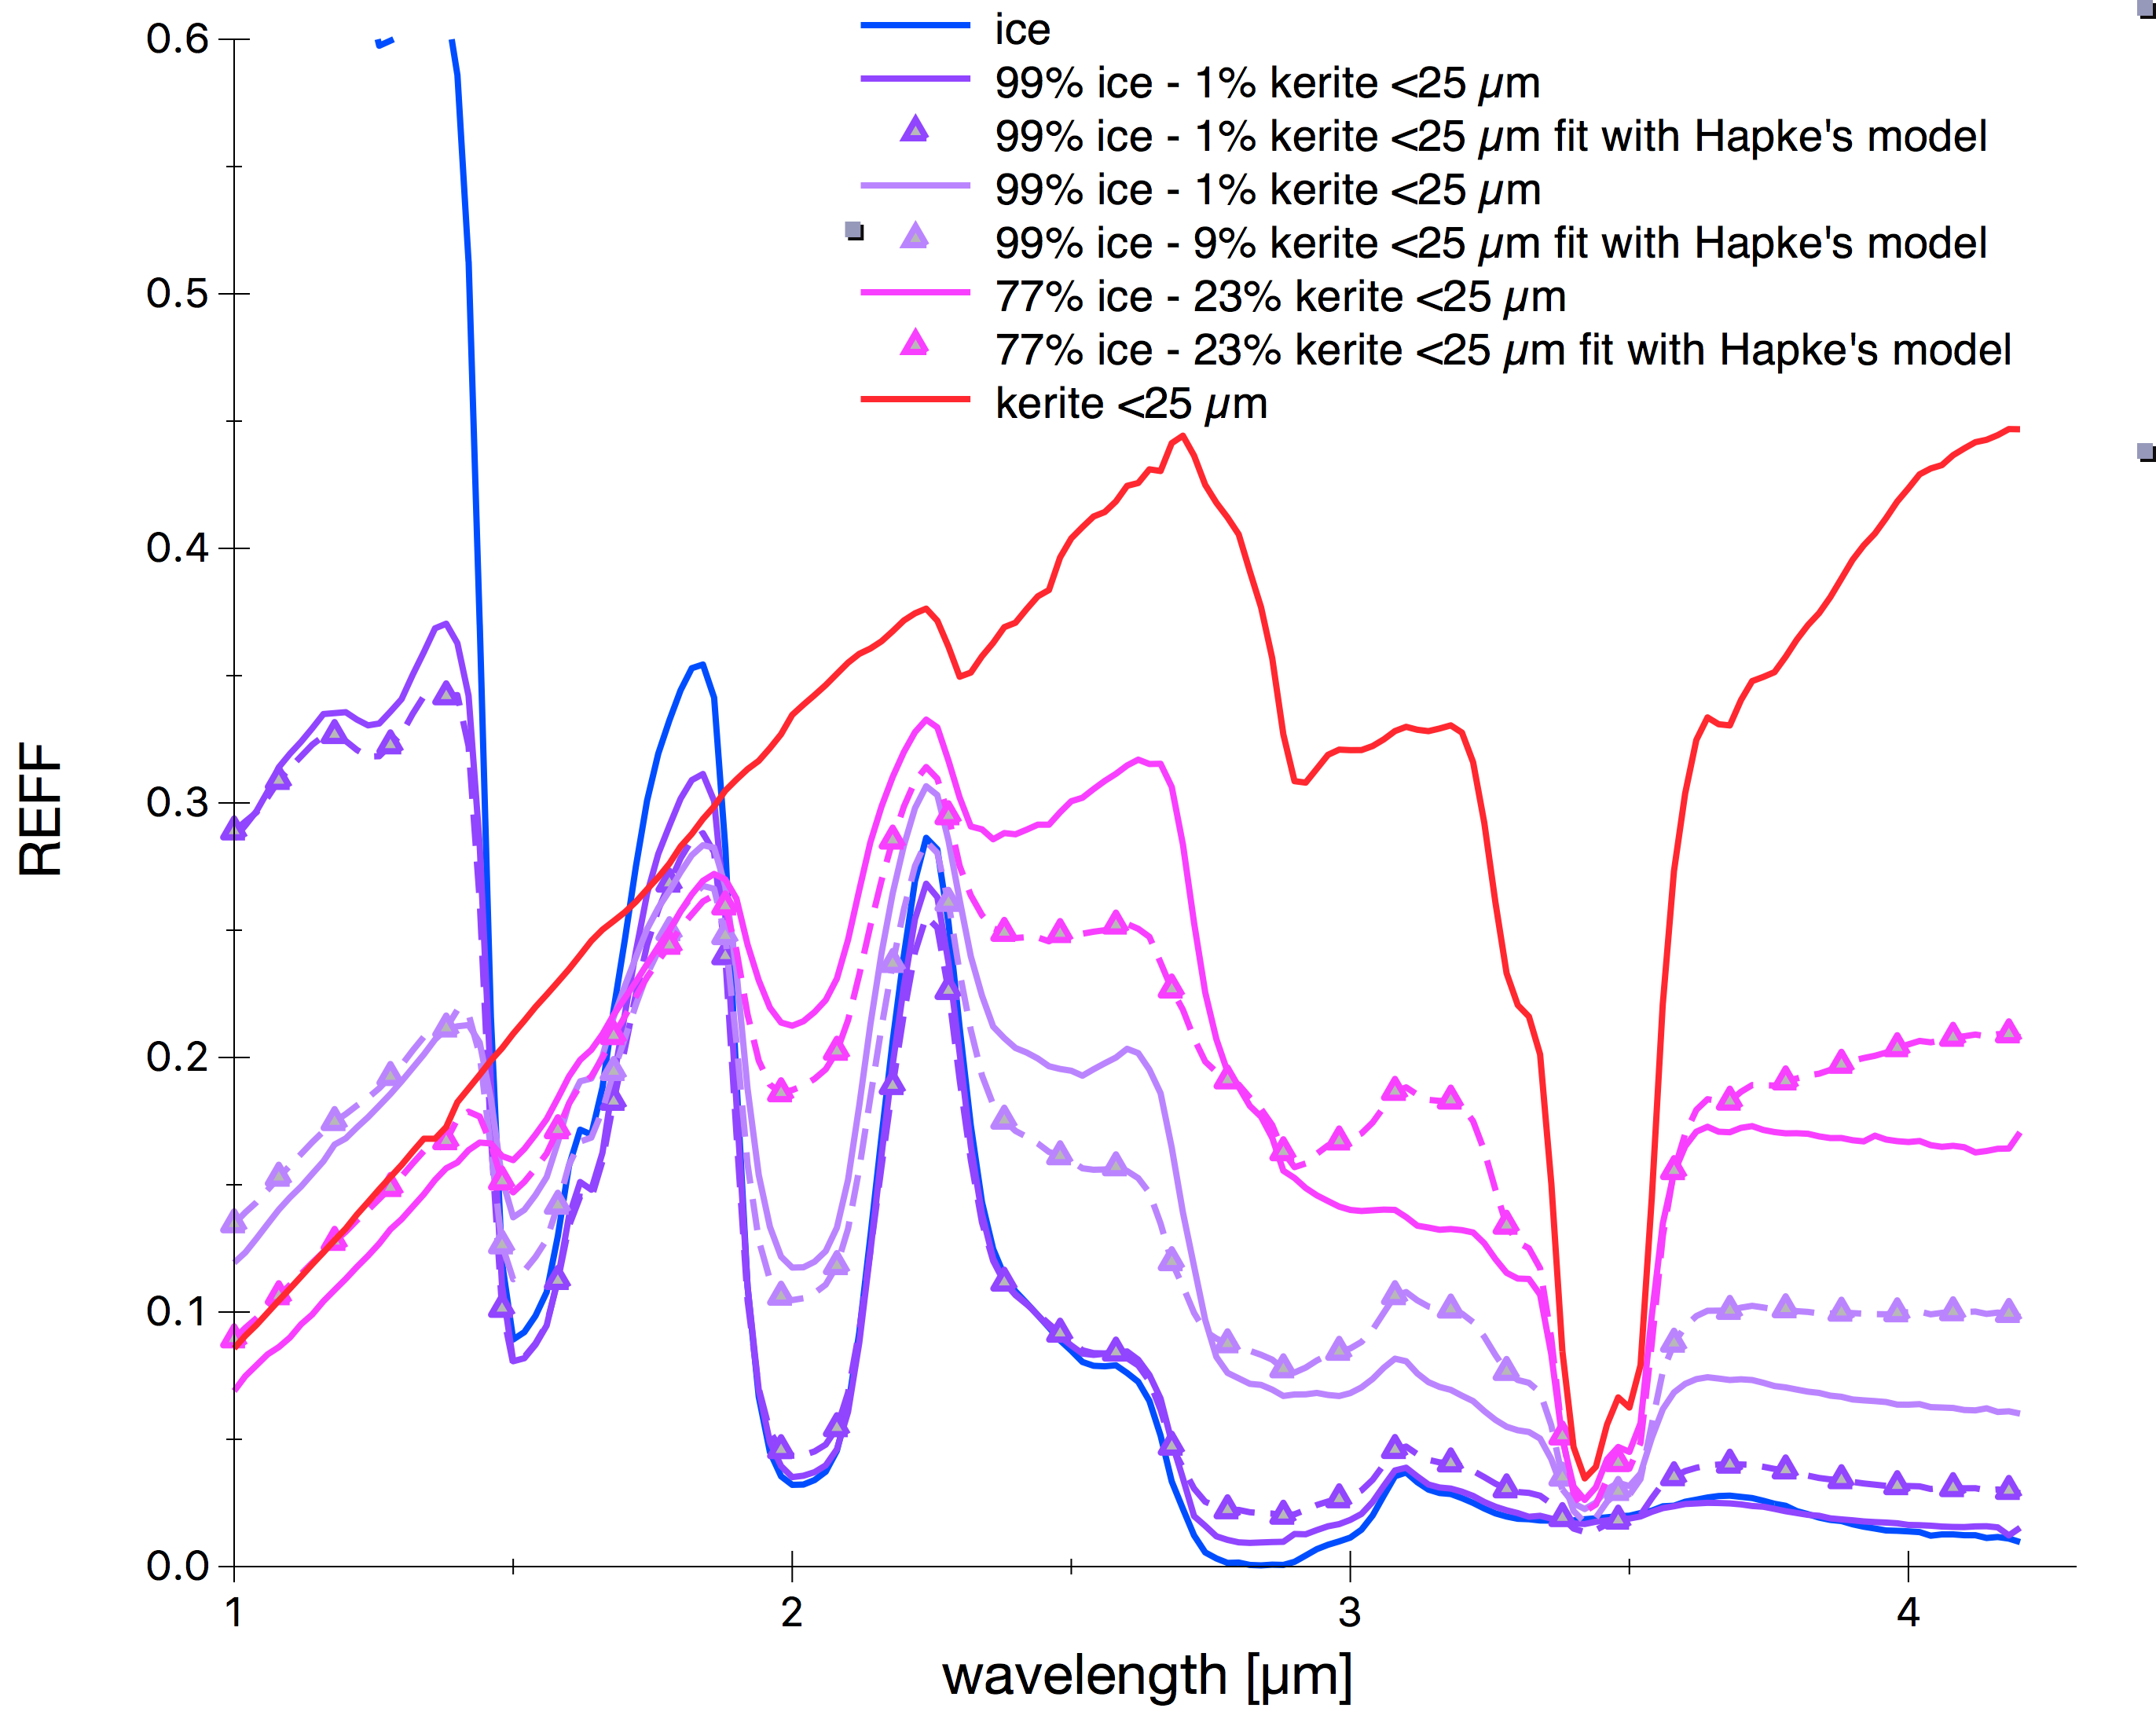 ice
99% ice - 1% kerite <25 µm
99% ice - 1% kerite <25 µm fit with Hapke's model
99% ice - 1% kerite <25 µm
99% ice - 9% kerite <25 µm fit with Hapke's model
77% ice - 23% kerite <25 µm
77% ice - 23% kerite <25 µm fit with Hapke's model
kerite <25 µm
REFF
0.6
0.5
0.4
0.3
0.2
0.1
0.0
1 2 3 4
wavelength [µm]